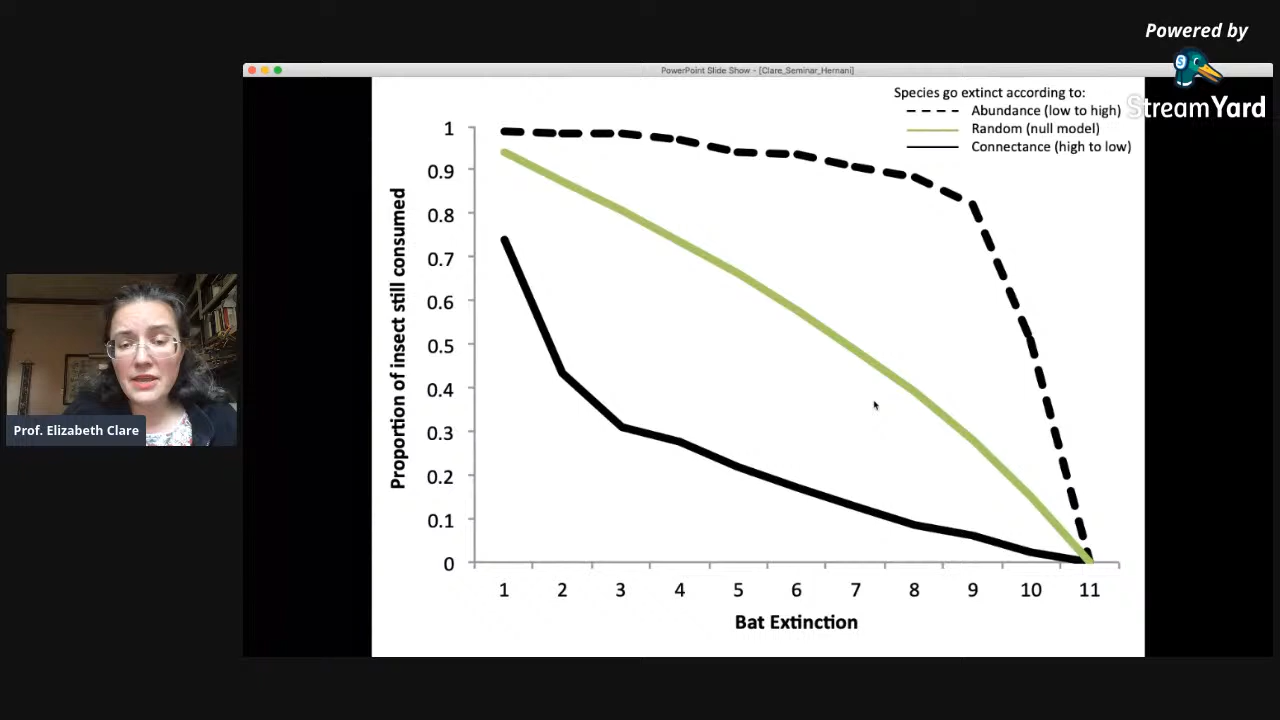 Powered by
StreamYard
PowerPoint Slide Show - [Clare_Seminar_Hernani]
Species go extinct according to:
Abundance (low to high)
Random (null model)
Connectance (high to low)
1
0.9
0.8
0.7
0.6
0.5
0.4
0.3
0.2
0.1
0
Proportion of insect still consumed
1 2 3 4 5 6 7 8 9 10 11
Bat Extinction
Prof. Elizabeth Clare